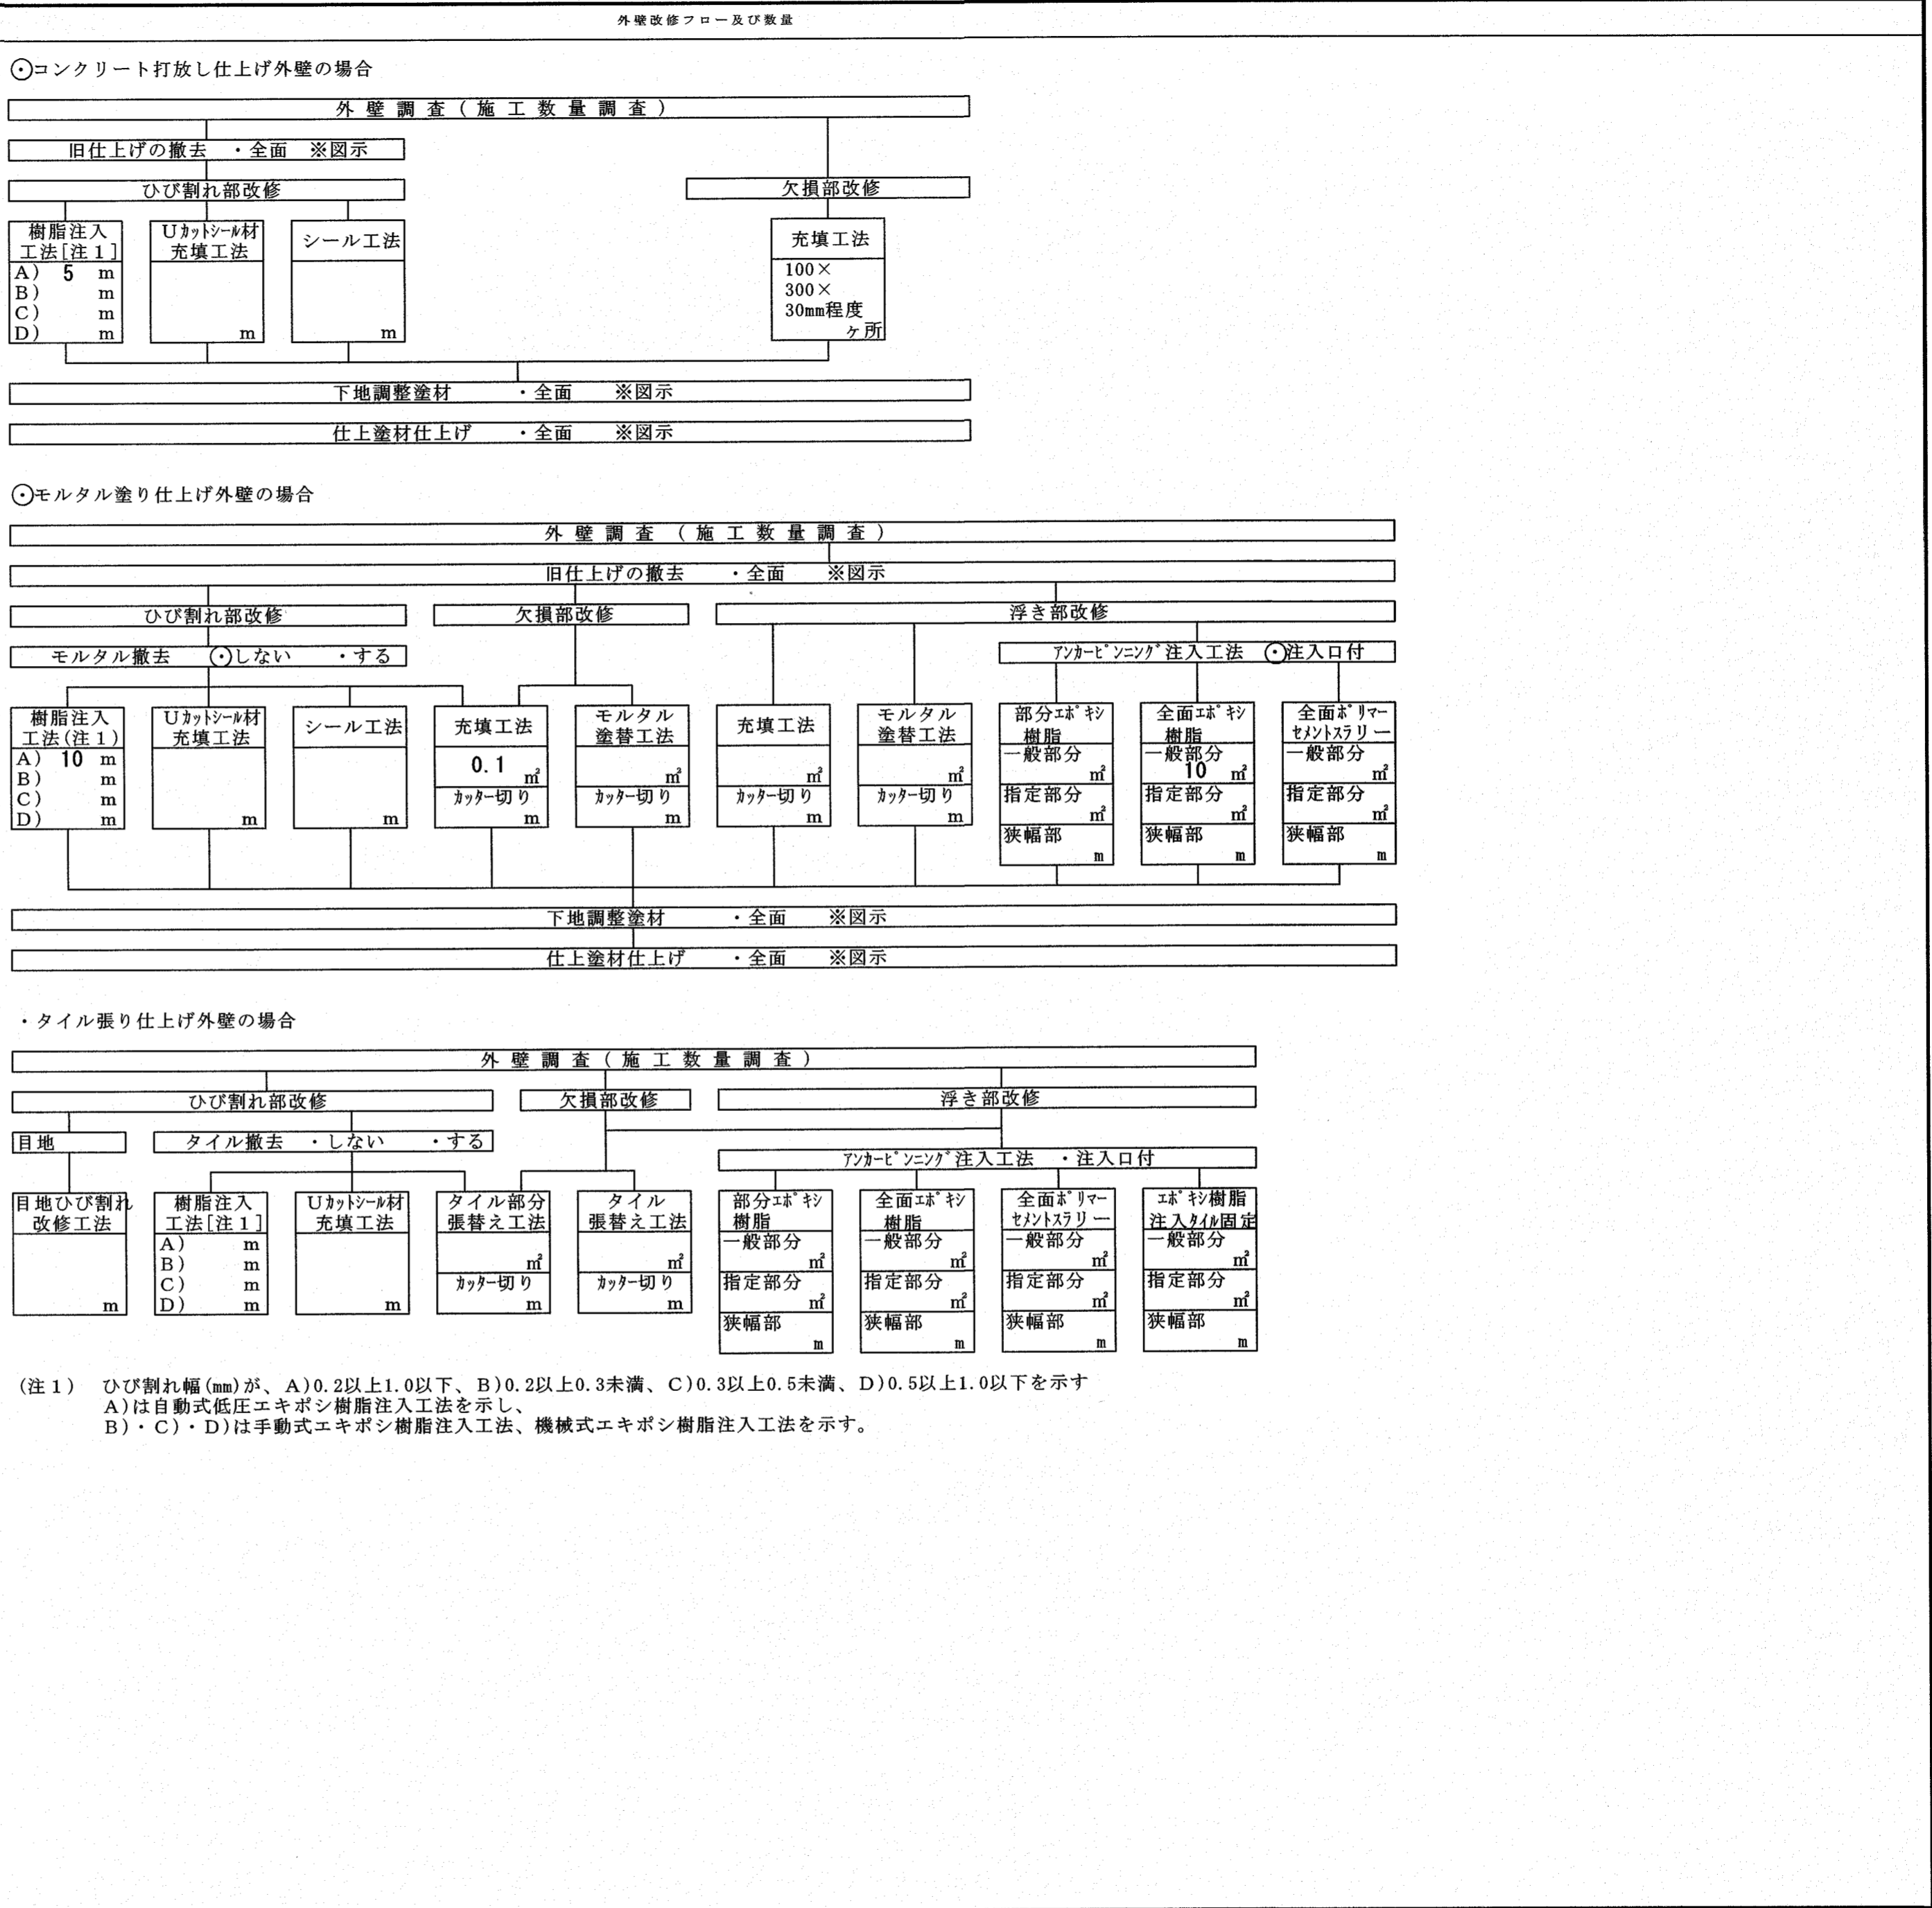 外壁改修フロー及び数量
⊙コンクリート打放し仕上げ外壁の場合
外壁調査(施工数量調査)
旧仕上げの撤去 ・全面 ※図示
ひび割れ部改修
欠損部改修
樹脂注入
工法[注1]
A) 5 m
B) m
C) m
D) m
Uカットシール材
充填工法
m
シール工法
m
充填工法
100×
300×
30mm程度
ヶ所
下地調整塗材 ・全面 ※図示
仕上塗材仕上げ ・全面 ※図示
⊙モルタル塗り仕上げ外壁の場合
外壁調査(施工数量調査)
旧仕上げの撤去 ・全面 ※図示
ひび割れ部改修
欠損部改修
浮き部改修
モルタル撤去 ⊙しない ・する
アンカーピンニング注入工法 ⊙注入口付
樹脂注入
工法(注1)
A) 10 m
B) m
C) m
D) m
Uカットシール材
充填工法
m
シール工法
m
充填工法
0.1 ㎡
カッター切り
m
モルタル
塗替工法
㎡
カッター切り
m
充填工法
㎡
カッター切り
m
モルタル
塗替工法
㎡
カッター切り
m
部分エポキシ
樹脂
一般部分
㎡
指定部分
㎡
狭幅部
m
全面エポキシ
樹脂
一般部分
10 ㎡
指定部分
㎡
狭幅部
m
全面ポリマー
セメントスラリー
一般部分
㎡
指定部分
㎡
狭幅部
m
下地調整塗材 ・全面 ※図示
仕上塗材仕上げ ・全面 ※図示
・タイル張り仕上げ外壁の場合
外壁調査(施工数量調査)
ひび割れ部改修
欠損部改修
浮き部改修
目地
タイル撤去 ・しない ・する
アンカーピンニング注入工法 ・注入口付
目地ひび割れ
改修工法
m
樹脂注入
工法[注1]
A) m
B) m
C) m
D) m
Uカットシール材
充填工法
m
タイル部分
張替え工法
㎡
カッター切り
m
タイル
張替え工法
㎡
カッター切り
m
部分エポキシ
樹脂
一般部分
㎡
指定部分
㎡
狭幅部
m
全面エポキシ
樹脂
一般部分
㎡
指定部分
㎡
狭幅部
m
全面ポリマー
セメントスラリー
一般部分
㎡
指定部分
㎡
狭幅部
m
エポキシ樹脂
注入タイル固定
一般部分
㎡
指定部分
㎡
狭幅部
m
(注1) ひび割れ幅(mm)が、A)0.2以上1.0以下、B)0.2以上0.3未満、C)0.3以上0.5未満、D)0.5以上1.0以下を示す
A)は自動式低圧エキポシ樹脂注入工法を示し、
B)・C)・D)は手動式エキポシ樹脂注入工法、機械式エキポシ樹脂注入工法を示す。